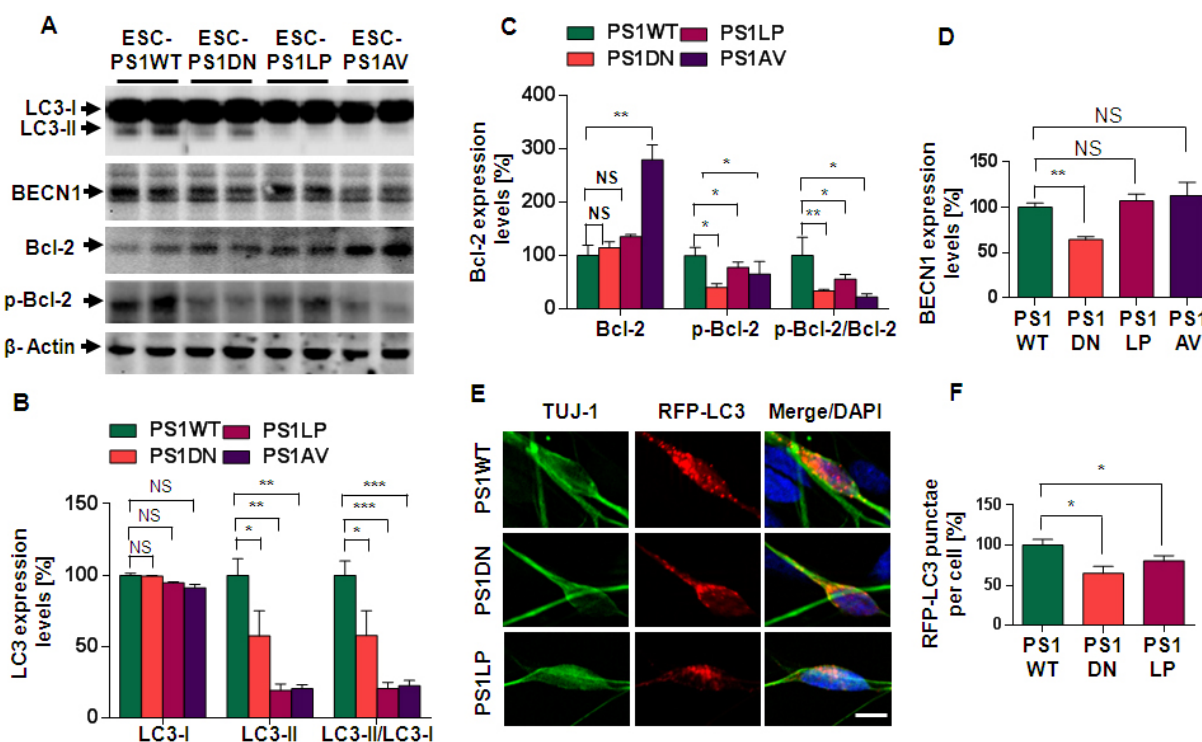 A
ESC-PS1WT
ESC-PS1DN
ESC-PS1LP
ESC-PS1AV
LC3-I
LC3-II
BECN1
Bcl-2
p-Bcl-2
β- Actin
B
PS1WT PS1LP
PS1DN PS1AV
LC3 expression levels [%]
100
50
0
NS
NS
NS
*
**
**
*
***
***
LC3-I LC3-II LC3-II/LC3-I
C
PS1WT PS1LP
PS1DN PS1AV
Bcl-2 expression levels [%]
400
300
200
100
0
**
NS
NS
*
*
*
*
*
**
Bcl-2 p-Bcl-2 p-Bcl-2/Bcl-2
D
BECN1 expression levels [%]
150
100
50
0
NS
NS
**
PS1 WT
PS1 DN
PS1 LP
PS1 AV
E
TUJ-1 RFP-LC3 Merge/DAPI
PS1WT
PS1DN
PS1LP
F
RFP-LC3 punctae per cell [%]
150
100
50
0
*
*
PS1 WT
PS1 DN
PS1 LP